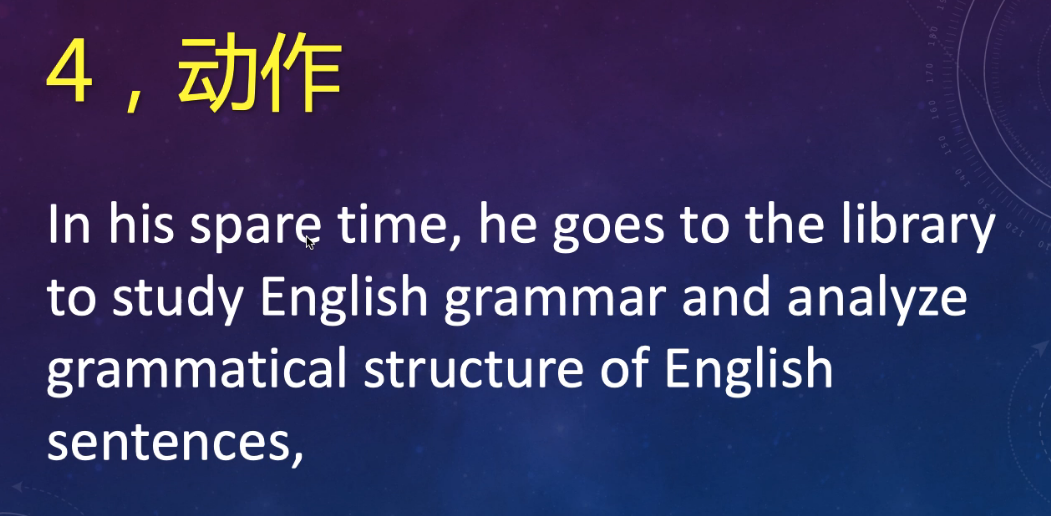 4，动作
In his spare time, he goes to the library
to study English grammar and analyze
grammatical structure of English
sentences,